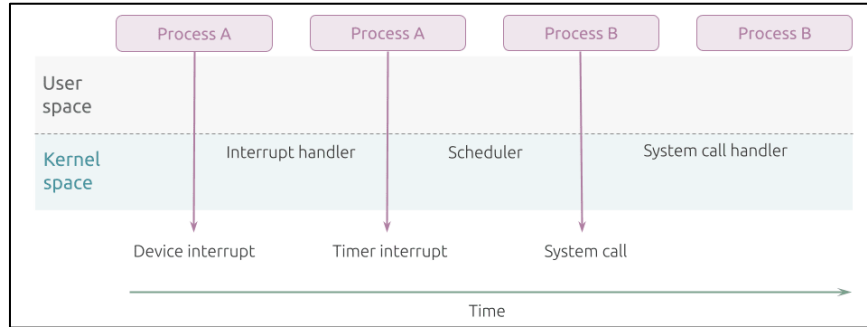 Process A
Process A
Process B
Process B
User
space
Kernel
space
Interrupt handler
Scheduler
System call handler
Device interrupt
Timer interrupt
System call
Time